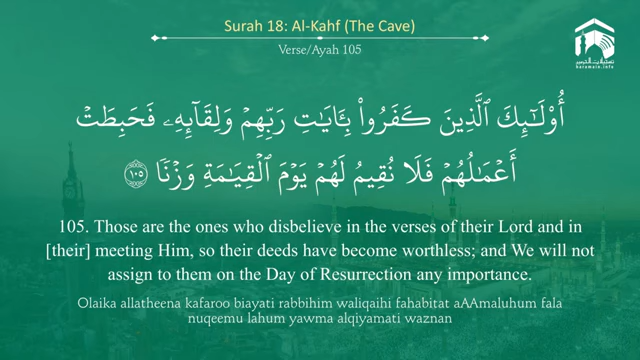 Surah 18: Al-Kahf (The Cave)
Verse/Ayah 105
haramain.info
أُو۟لَـٰٓئِكَ ٱلَّذِينَ كَفَرُوا۟ بِـَٔايَـٰتِ رَبِّهِمْ وَلِقَآئِهِۦ فَحَبِطَتْ
أَعْمَـٰلُهُمْ فَلَا نُقِيمُ لَهُمْ يَوْمَ ٱلْقِيَـٰمَةِ وَزْنًا ١٠٥
105. Those are the ones who disbelieve in the verses of their Lord and in
[their] meeting Him, so their deeds have become worthless; and We will not
assign to them on the Day of Resurrection any importance.
Olaika allatheena kafaroo biayati rabbihim waliqaihi fahabitat aAAmaluhum fala
nuqeemu lahum yawma alqiyamati waznan